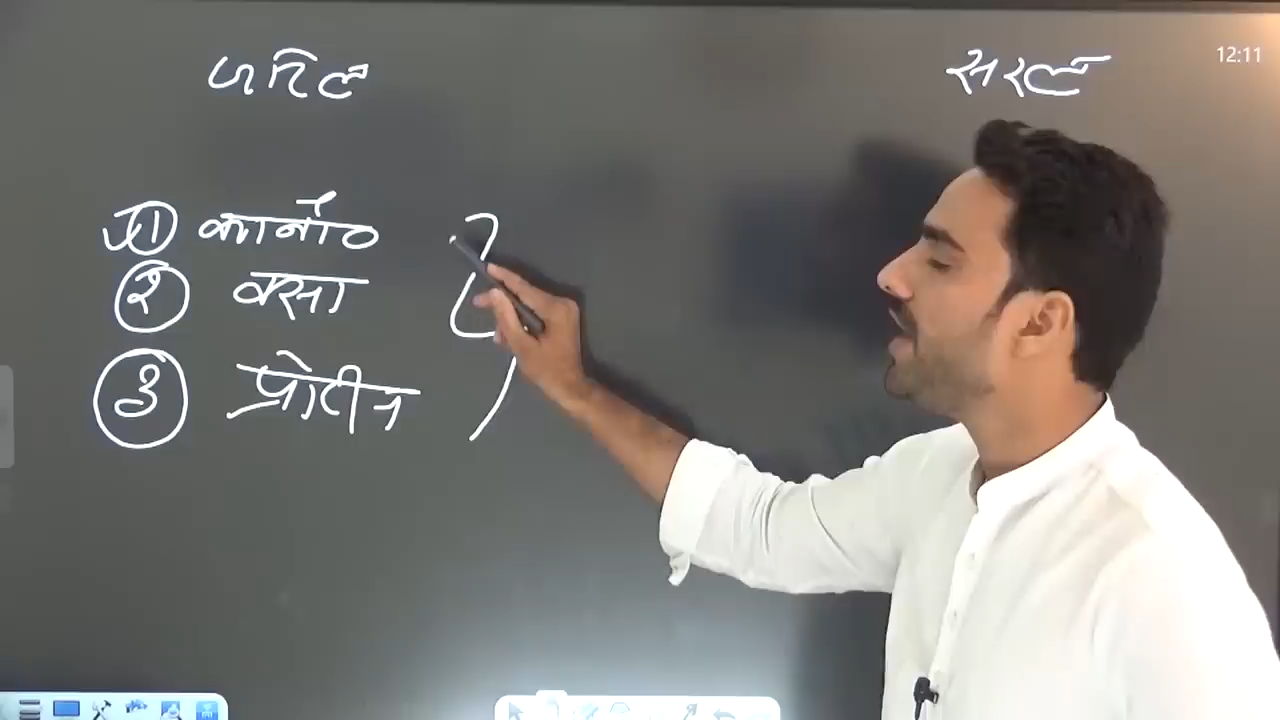 जटिल सरल 12:11
① कार्बो०
② वसा
③ प्रोटीन